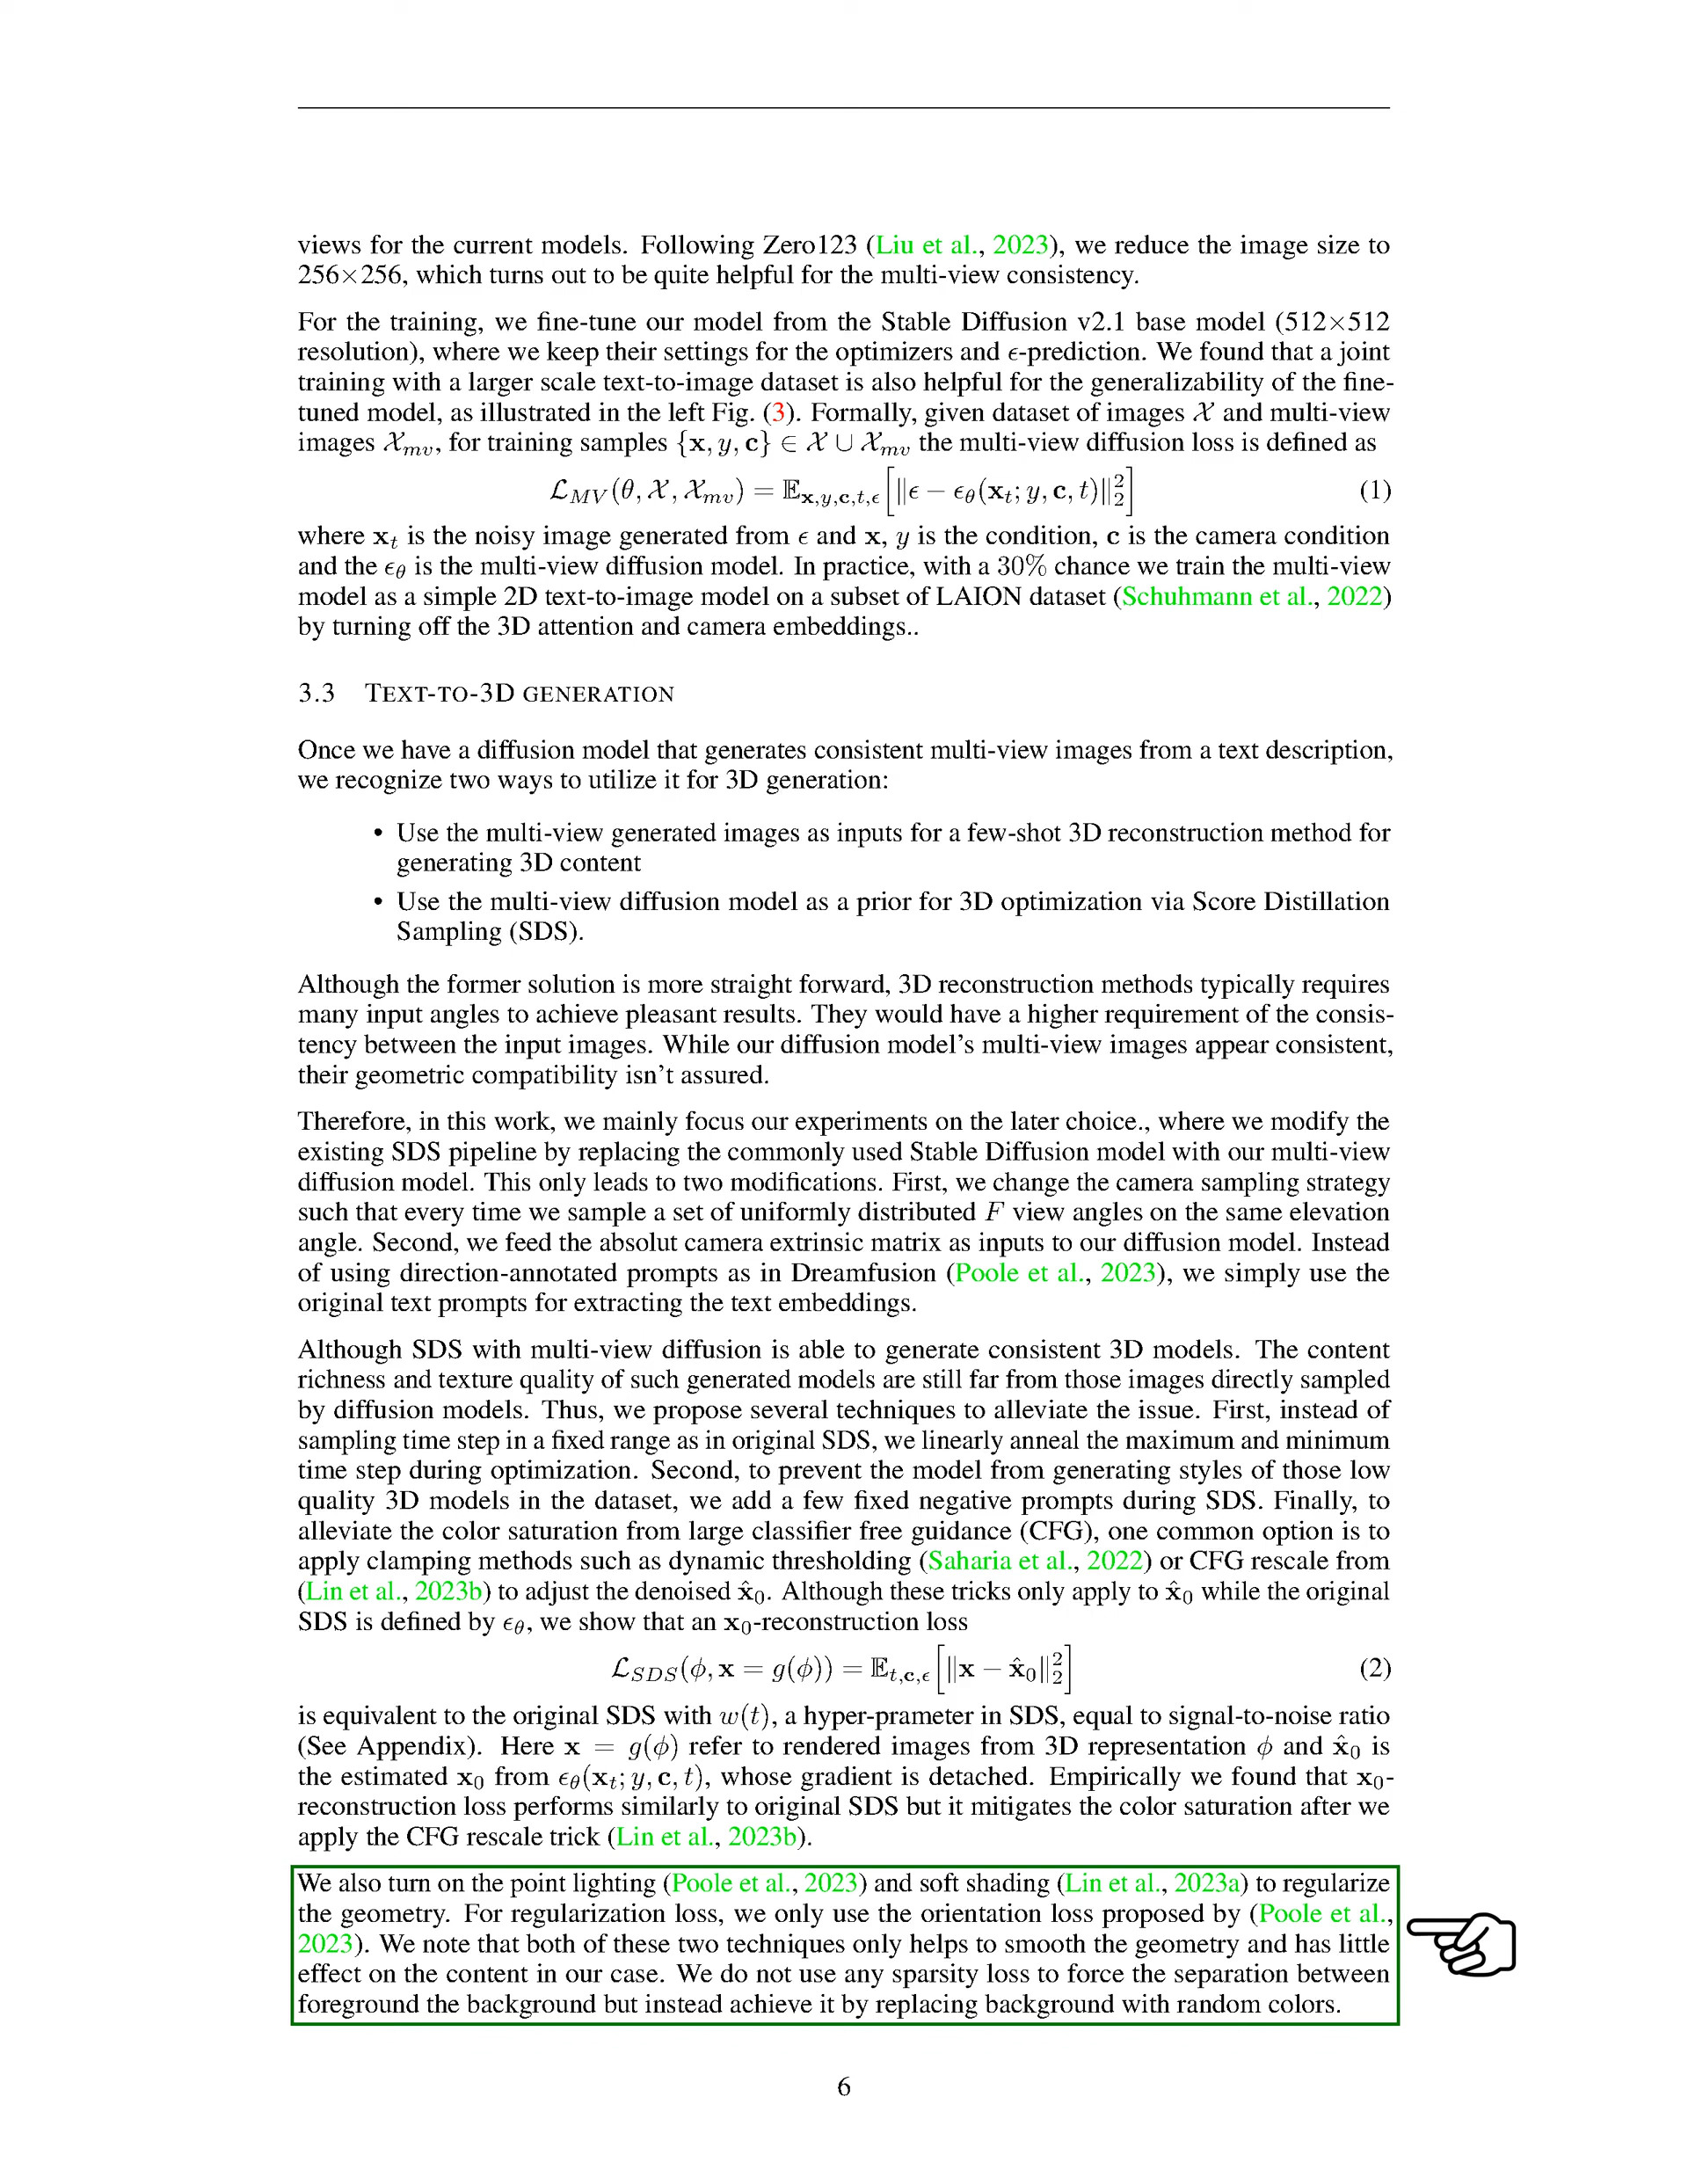 views for the current models. Following Zero123 (Liu et al., 2023), we reduce the image size to
256×256, which turns out to be quite helpful for the multi-view consistency.
For the training, we fine-tune our model from the Stable Diffusion v2.1 base model (512×512
resolution), where we keep their settings for the optimizers and ϵ-prediction. We found that a joint
training with a larger scale text-to-image dataset is also helpful for the generalizability of the fine-
tuned model, as illustrated in the left Fig. (3). Formally, given dataset of images 𝒳 and multi-view
images 𝒳_{mv}, for training samples {x, y, c} ∈ 𝒳 ∪ 𝒳_{mv} the multi-view diffusion loss is defined as
ℒ_{MV}(θ, 𝒳, 𝒳_{mv}) = 𝔼_{x,y,c,t,ϵ}[‖ϵ − ϵ_θ(x_t; y, c, t)‖_2^2] (1)
where x_t is the noisy image generated from ϵ and x, y is the condition, c is the camera condition
and the ϵ_θ is the multi-view diffusion model. In practice, with a 30% chance we train the multi-view
model as a simple 2D text-to-image model on a subset of LAION dataset (Schuhmann et al., 2022)
by turning off the 3D attention and camera embeddings..
3.3 TEXT-TO-3D GENERATION
Once we have a diffusion model that generates consistent multi-view images from a text description,
we recognize two ways to utilize it for 3D generation:
• Use the multi-view generated images as inputs for a few-shot 3D reconstruction method for
generating 3D content
• Use the multi-view diffusion model as a prior for 3D optimization via Score Distillation
Sampling (SDS).
Although the former solution is more straight forward, 3D reconstruction methods typically requires
many input angles to achieve pleasant results. They would have a higher requirement of the consis-
tency between the input images. While our diffusion model's multi-view images appear consistent,
their geometric compatibility isn't assured.
Therefore, in this work, we mainly focus our experiments on the later choice., where we modify the
existing SDS pipeline by replacing the commonly used Stable Diffusion model with our multi-view
diffusion model. This only leads to two modifications. First, we change the camera sampling strategy
such that every time we sample a set of uniformly distributed F view angles on the same elevation
angle. Second, we feed the absolut camera extrinsic matrix as inputs to our diffusion model. Instead
of using direction-annotated prompts as in Dreamfusion (Poole et al., 2023), we simply use the
original text prompts for extracting the text embeddings.
Although SDS with multi-view diffusion is able to generate consistent 3D models. The content
richness and texture quality of such generated models are still far from those images directly sampled
by diffusion models. Thus, we propose several techniques to alleviate the issue. First, instead of
sampling time step in a fixed range as in original SDS, we linearly anneal the maximum and minimum
time step during optimization. Second, to prevent the model from generating styles of those low
quality 3D models in the dataset, we add a few fixed negative prompts during SDS. Finally, to
alleviate the color saturation from large classifier free guidance (CFG), one common option is to
apply clamping methods such as dynamic thresholding (Saharia et al., 2022) or CFG rescale from
(Lin et al., 2023b) to adjust the denoised x̂_0. Although these tricks only apply to x̂_0 while the original
SDS is defined by ϵ_θ, we show that an x_0-reconstruction loss
ℒ_{SDS}(ϕ, x = g(ϕ)) = 𝔼_{t,c,ϵ}[‖x − x̂_0‖_2^2] (2)
is equivalent to the original SDS with w(t), a hyper-prameter in SDS, equal to signal-to-noise ratio
(See Appendix). Here x = g(ϕ) refer to rendered images from 3D representation ϕ and x̂_0 is
the estimated x_0 from ϵ_θ(x_t; y, c, t), whose gradient is detached. Empirically we found that x_0-
reconstruction loss performs similarly to original SDS but it mitigates the color saturation after we
apply the CFG rescale trick (Lin et al., 2023b).
We also turn on the point lighting (Poole et al., 2023) and soft shading (Lin et al., 2023a) to regularize
the geometry. For regularization loss, we only use the orientation loss proposed by (Poole et al.,
2023). We note that both of these two techniques only helps to smooth the geometry and has little
effect on the content in our case. We do not use any sparsity loss to force the separation between
foreground the background but instead achieve it by replacing background with random colors.
6